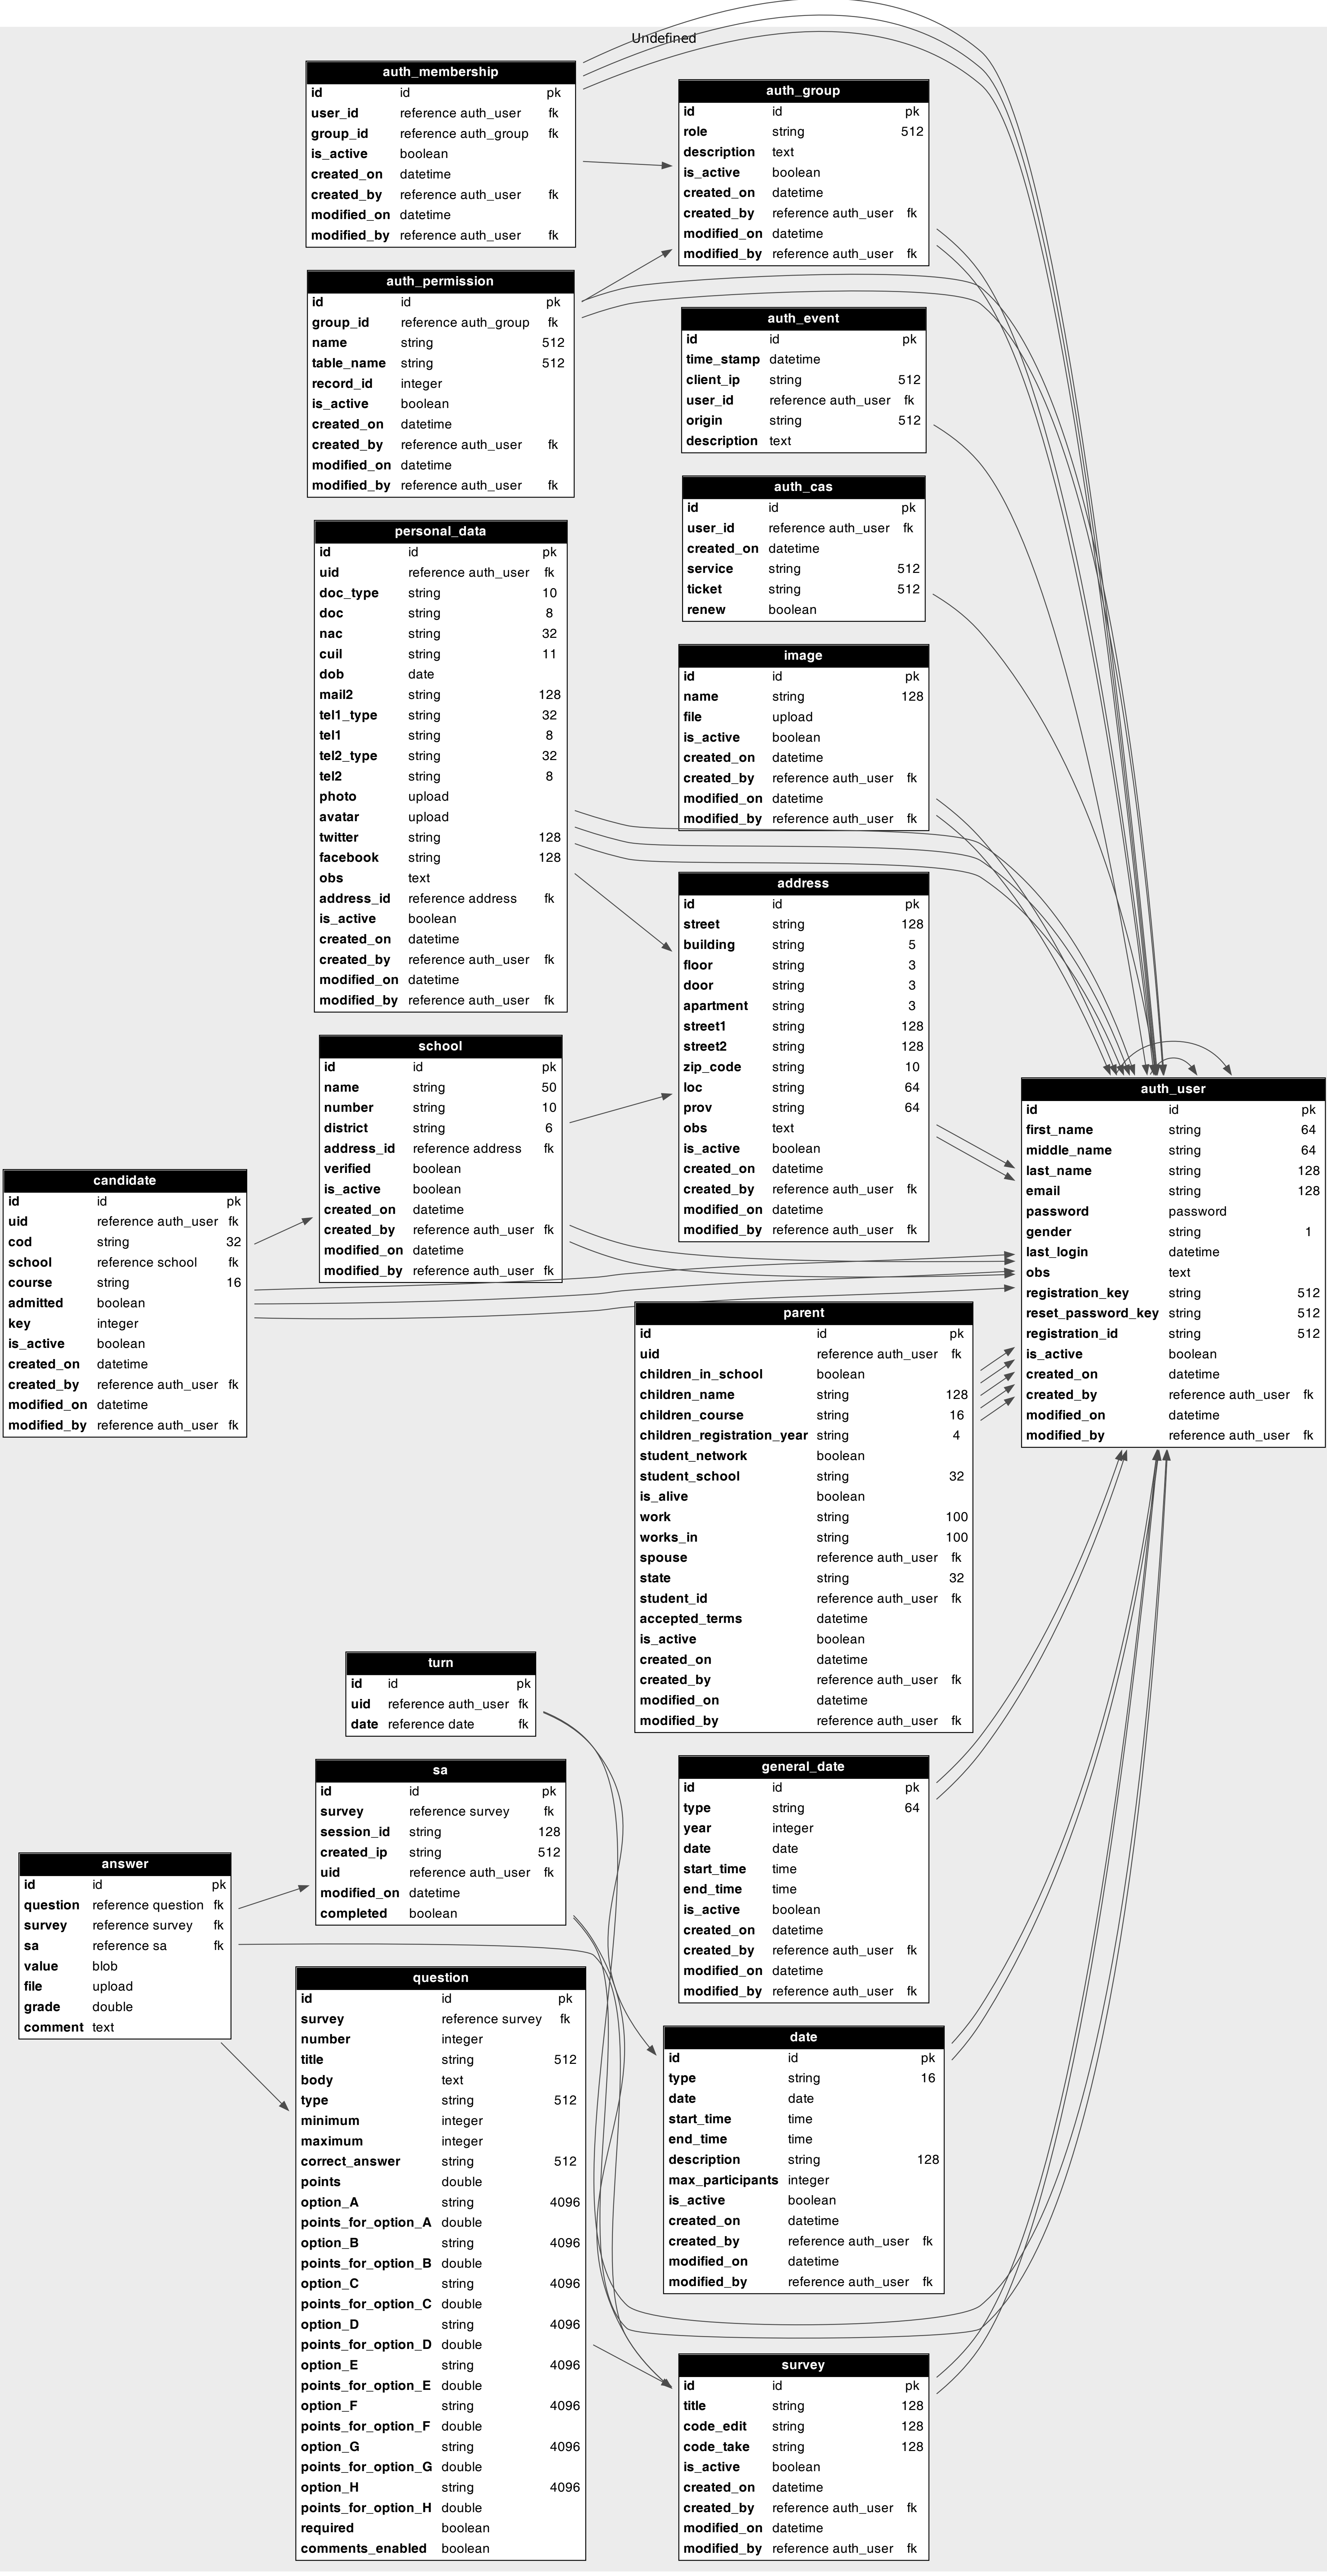 Undefined
auth_membership
id id pk
user_id reference auth_user fk
group_id reference auth_group fk
is_active boolean
created_on datetime
created_by reference auth_user fk
modified_on datetime
modified_by reference auth_user fk
auth_group
id id pk
role string 512
description text
is_active boolean
created_on datetime
created_by reference auth_user fk
modified_on datetime
modified_by reference auth_user fk
auth_permission
id id pk
group_id reference auth_group fk
name string 512
table_name string 512
record_id integer
is_active boolean
created_on datetime
created_by reference auth_user fk
modified_on datetime
modified_by reference auth_user fk
auth_event
id id pk
time_stamp datetime
client_ip string 512
user_id reference auth_user fk
origin string 512
description text
auth_cas
id id pk
user_id reference auth_user fk
created_on datetime
service string 512
ticket string 512
renew boolean
personal_data
id id pk
uid reference auth_user fk
doc_type string 10
doc string 8
nac string 32
cuil string 11
dob date
mail2 string 128
tel1_type string 32
tel1 string 8
tel2_type string 32
tel2 string 8
photo upload
avatar upload
twitter string 128
facebook string 128
obs text
address_id reference address fk
is_active boolean
created_on datetime
created_by reference auth_user fk
modified_on datetime
modified_by reference auth_user fk
image
id id pk
name string 128
file upload
is_active boolean
created_on datetime
created_by reference auth_user fk
modified_on datetime
modified_by reference auth_user fk
address
id id pk
street string 128
building string 5
floor string 3
door string 3
apartment string 3
street1 string 128
street2 string 128
zip_code string 10
loc string 64
prov string 64
obs text
is_active boolean
created_on datetime
created_by reference auth_user fk
modified_on datetime
modified_by reference auth_user fk
school
id id pk
name string 50
number string 10
district string 6
address_id reference address fk
verified boolean
is_active boolean
created_on datetime
created_by reference auth_user fk
modified_on datetime
modified_by reference auth_user fk
auth_user
id id pk
first_name string 64
middle_name string 64
last_name string 128
email string 128
password password
gender string 1
last_login datetime
obs text
registration_key string 512
reset_password_key string 512
registration_id string 512
is_active boolean
created_on datetime
created_by reference auth_user fk
modified_on datetime
modified_by reference auth_user fk
candidate
id id pk
uid reference auth_user fk
cod string 32
school reference school fk
course string 16
admitted boolean
key integer
is_active boolean
created_on datetime
created_by reference auth_user fk
modified_on datetime
modified_by reference auth_user fk
parent
id id pk
uid reference auth_user fk
children_in_school boolean
children_name string 128
children_course string 16
children_registration_year string 4
student_network boolean
student_school string 32
is_alive boolean
work string 100
works_in string 100
spouse reference auth_user fk
state string 32
student_id reference auth_user fk
accepted_terms datetime
is_active boolean
created_on datetime
created_by reference auth_user fk
modified_on datetime
modified_by reference auth_user fk
turn
id id pk
uid reference auth_user fk
date reference date fk
sa
id id pk
survey reference survey fk
session_id string 128
created_ip string 512
uid reference auth_user fk
modified_on datetime
completed boolean
general_date
id id pk
type string 64
year integer
date date
start_time time
end_time time
is_active boolean
created_on datetime
created_by reference auth_user fk
modified_on datetime
modified_by reference auth_user fk
answer
id id pk
question reference question fk
survey reference survey fk
sa reference sa fk
value blob
file upload
grade double
comment text
question
id id pk
survey reference survey fk
number integer
title string 512
body text
type string 512
minimum integer
maximum integer
correct_answer string 512
points double
option_A string 4096
points_for_option_A double
option_B string 4096
points_for_option_B double
option_C string 4096
points_for_option_C double
option_D string 4096
points_for_option_D double
option_E string 4096
points_for_option_E double
option_F string 4096
points_for_option_F double
option_G string 4096
points_for_option_G double
option_H string 4096
points_for_option_H double
required boolean
comments_enabled boolean
date
id id pk
type string 16
date date
start_time time
end_time time
description string 128
max_participants integer
is_active boolean
created_on datetime
created_by reference auth_user fk
modified_on datetime
modified_by reference auth_user fk
survey
id id pk
title string 128
code_edit string 128
code_take string 128
is_active boolean
created_on datetime
created_by reference auth_user fk
modified_on datetime
modified_by reference auth_user fk